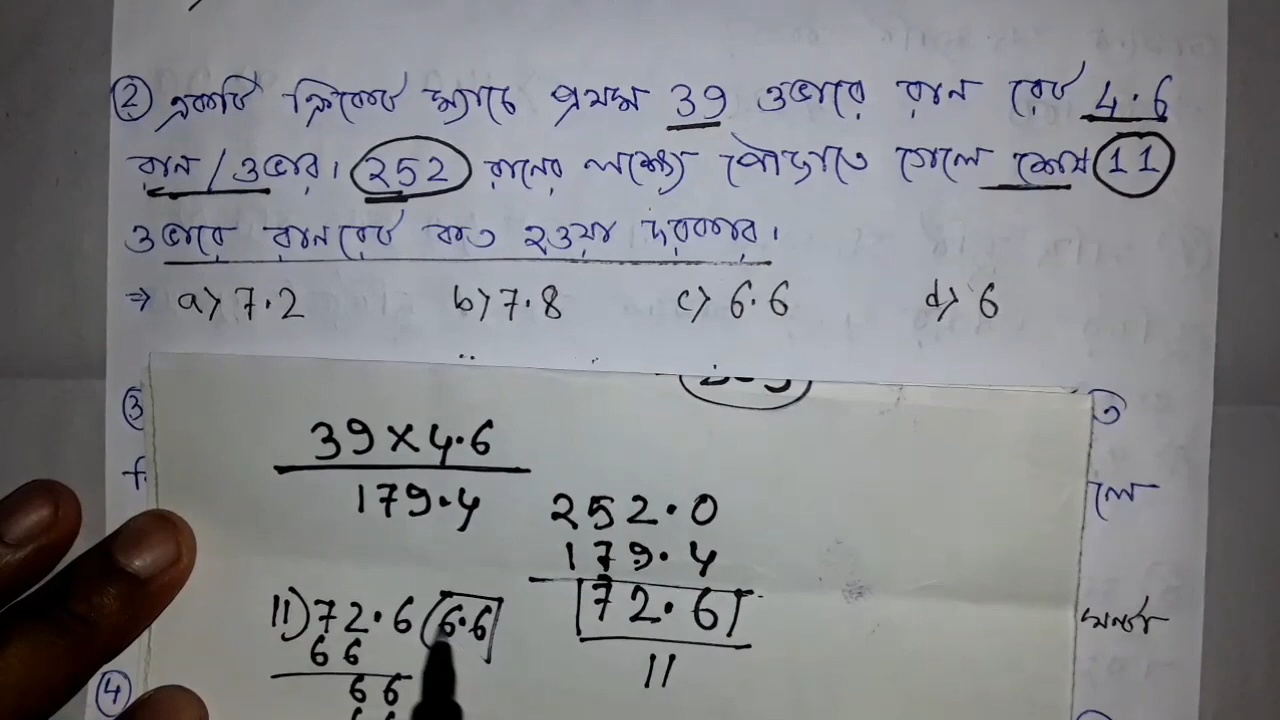 ② একটি ক্রিকেট ম্যাচে প্রথম 39 ওভারে রান রেট 4.6
রান / ওভার। 252 রানের লক্ষ্যে পৌঁছাতে গেলে শেষ 11
ওভারে রানরেট কত হওয়া দরকার।
⇒ a> 7.2 b> 7.8 c> 6.6 d> 6
③
39 × 4.6
179.4
252.0
179.4
72.6
11
11) 72.6 (6.6
66
66
লে
④